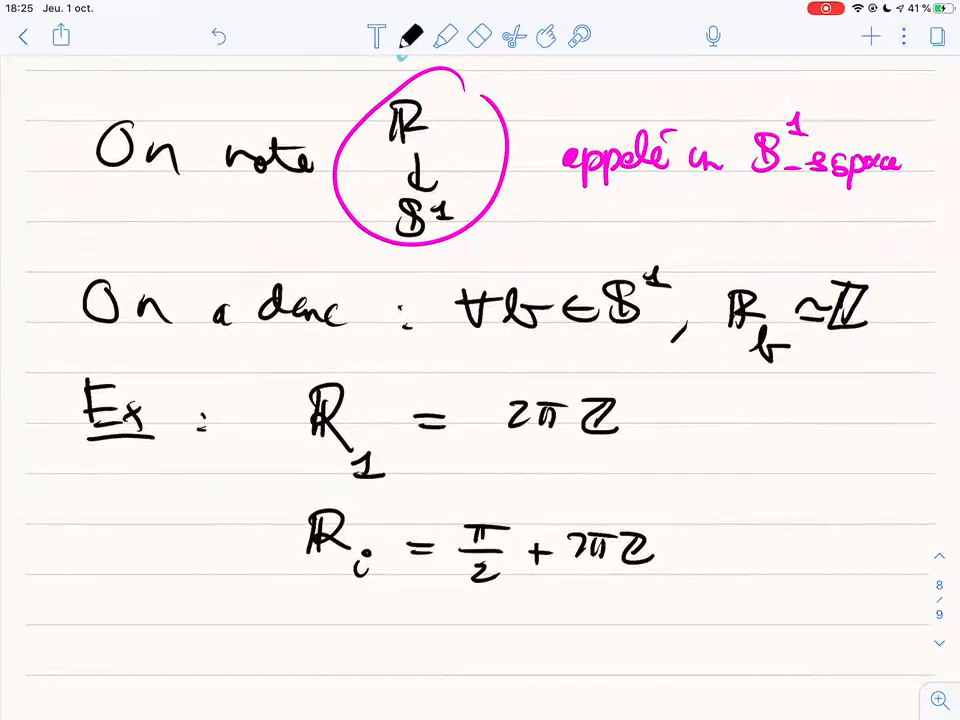 18:25 Jeu. 1 oct. 41 %
On note ℝ ↓ 𝕊¹ appelé un 𝕊¹-espace
On a donc : ∀b ∈ 𝕊¹, ℝ_b ≃ ℤ
Ex : ℝ₁ = 2πℤ
ℝᵢ = π/2 + 2πℤ
8/9